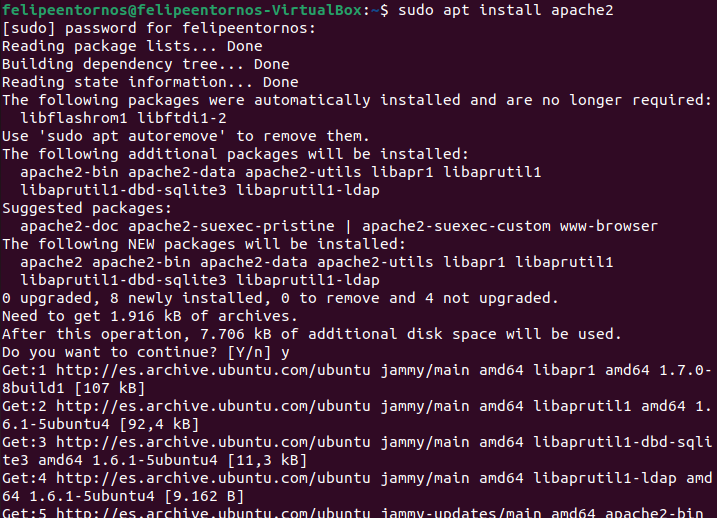 felipeentornos@felipeentornos-VirtualBox:~$ sudo apt install apache2
[sudo] password for felipeentornos:
Reading package lists... Done
Building dependency tree... Done
Reading state information... Done
The following packages were automatically installed and are no longer required:
  libflashrom1 libftdi1-2
Use 'sudo apt autoremove' to remove them.
The following additional packages will be installed:
  apache2-bin apache2-data apache2-utils libapr1 libaprutil1
  libaprutil1-dbd-sqlite3 libaprutil1-ldap
Suggested packages:
  apache2-doc apache2-suexec-pristine | apache2-suexec-custom www-browser
The following NEW packages will be installed:
  apache2 apache2-bin apache2-data apache2-utils libapr1 libaprutil1
  libaprutil1-dbd-sqlite3 libaprutil1-ldap
0 upgraded, 8 newly installed, 0 to remove and 4 not upgraded.
Need to get 1.916 kB of archives.
After this operation, 7.706 kB of additional disk space will be used.
Do you want to continue? [Y/n] y
Get:1 http://es.archive.ubuntu.com/ubuntu jammy/main amd64 libapr1 amd64 1.7.0-
8build1 [107 kB]
Get:2 http://es.archive.ubuntu.com/ubuntu jammy/main amd64 libaprutil1 amd64 1.
6.1-5ubuntu4 [92,4 kB]
Get:3 http://es.archive.ubuntu.com/ubuntu jammy/main amd64 libaprutil1-dbd-sqli
te3 amd64 1.6.1-5ubuntu4 [11,3 kB]
Get:4 http://es.archive.ubuntu.com/ubuntu jammy/main amd64 libaprutil1-ldap amd
64 1.6.1-5ubuntu4 [9.162 B]
Get:5 http://es.archive.ubuntu.com/ubuntu jammy-updates/main amd64 apache2-bin